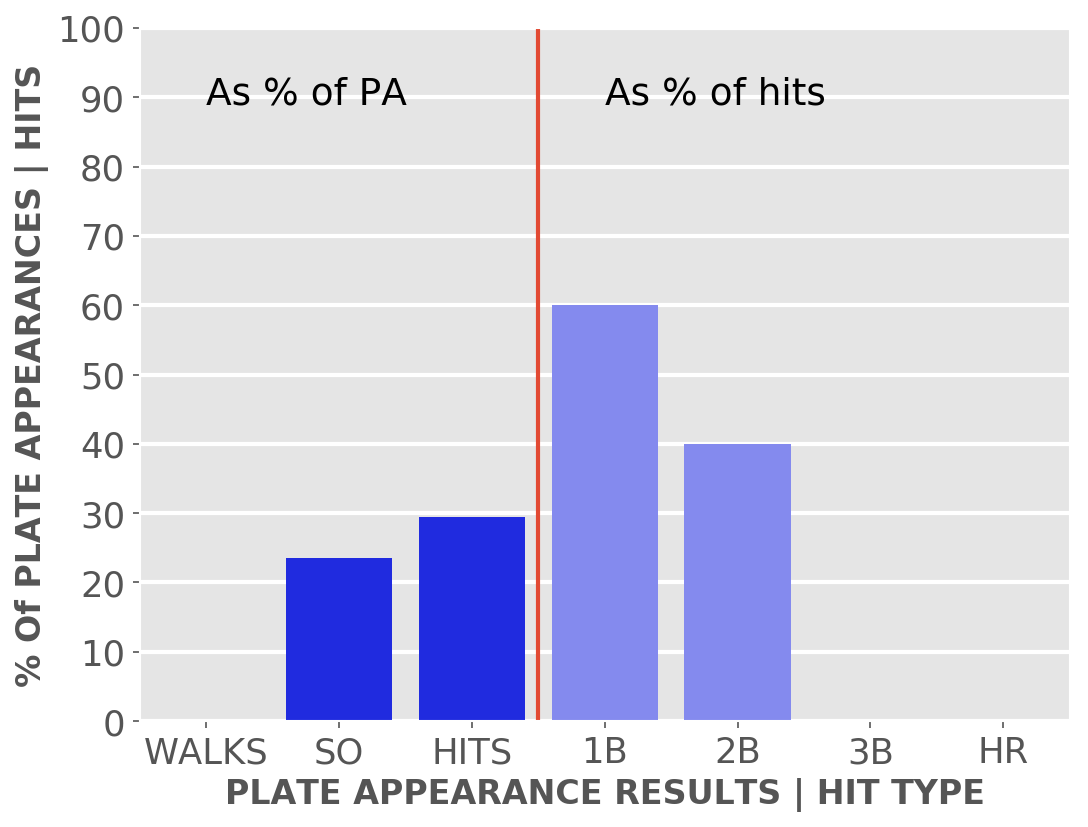 100
90
80
70
60
50
40
30
20
10
0
% Of PLATE APPEARANCES | HITS
As % of PA
As % of hits
WALKS SO HITS 1B 2B 3B HR
PLATE APPEARANCE RESULTS | HIT TYPE